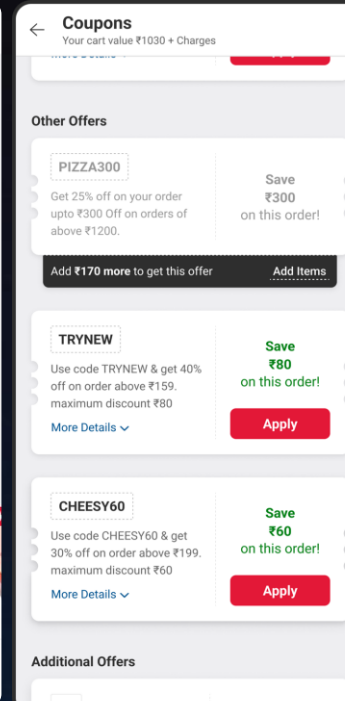 Coupons
Your cart value ₹1030 + Charges
Other Offers
PIZZA300
Get 25% off on your order
upto ₹300 Off on orders of
above ₹1200.
Save
₹300
on this order!
Add ₹170 more to get this offer
Add Items
TRYNEW
Use code TRYNEW & get 40%
off on order above ₹159.
maximum discount ₹80
More Details
Save
₹80
on this order!
Apply
CHEESY60
Use code CHEESY60 & get
30% off on order above ₹199.
maximum discount ₹60
More Details
Save
₹60
on this order!
Apply
Additional Offers